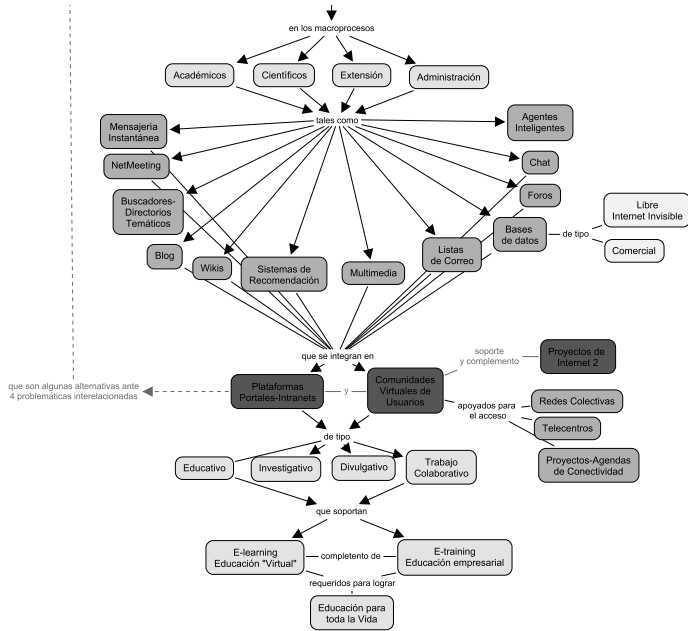 en los macroprocesos
Académicos
Científicos
Extensión
Administración
tales como
Mensajería
Instantánea
Agentes
Inteligentes
NetMeeting
Chat
Buscadores-
Directorios
Temáticos
Foros
Libre
Internet Invisible
Bases
de datos
de tipo
Comercial
Blog
Wikis
Sistemas de
Recomendación
Multimedia
Listas
de Correo
que se integran en
soporte
y complemento
Proyectos de
Internet 2
que son algunas alternativas ante
4 problemáticas interelacionadas
Plataformas
Portales-Intranets
y
Comunidades
Virtuales de
Usuarios
apoyados para
el acceso
Redes Colectivas
Telecentros
Proyectos-Agendas
de Conectividad
de tipo
Educativo
Investigativo
Divulgativo
Trabajo
Colaborativo
que soportan
E-learning
Educación "Virtual"
completento de
E-training
Educación empresarial
requeridos para lograr
Educación para
toda la Vida